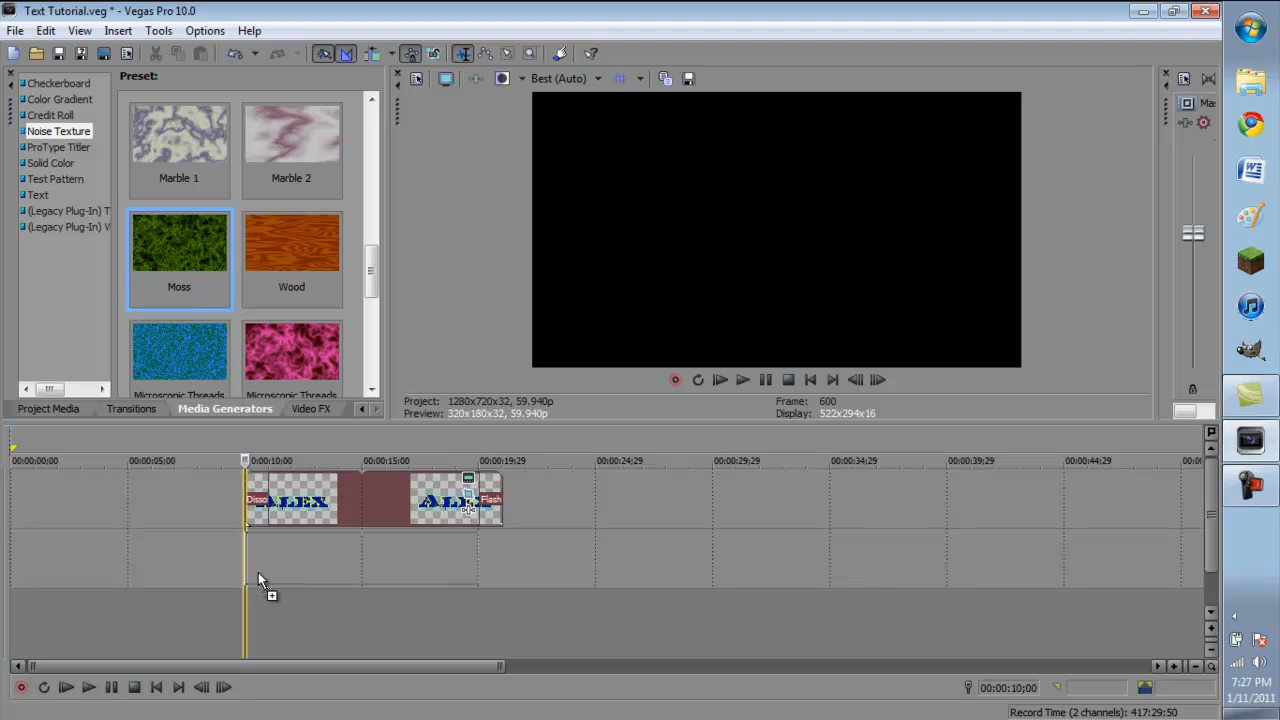 Text Tutorial.veg * - Vegas Pro 10.0
File Edit View Insert Tools Options Help
Checkerboard
Color Gradient
Credit Roll
Noise Texture
ProType Titler
Solid Color
Test Pattern
Text
(Legacy Plug-In) T
(Legacy Plug-In) V
Preset:
Marble 1 Marble 2
Moss Wood
Microscopic Threads Microscopic Threads
Project Media Transitions Media Generators Video FX
Best (Auto)
Project: 1280x720x32, 59.940p
Preview: 320x180x32, 59.940p
Frame: 600
Display: 522x294x16
Mas
00:00:00;00 00:00:05;00 00:00:10;00 00:00:15;00 00:00:19;29 00:00:24;29 00:00:29;29 00:00:34;29 00:00:39;29 00:00:44;29 00:0
Disso ALEX Flash
00:00:10;00
Record Time (2 channels): 417:29:50
7:27 PM
1/11/2011